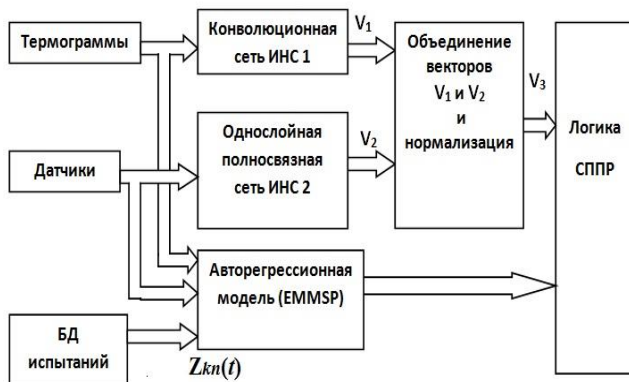 Термограммы
Конволюционная
сеть ИНС 1
V1
Объединение
векторов
V1 и V2
и
нормализация
V3
Логика
СППР
Датчики
Однослойная
полносвязная
сеть ИНС 2
V2
Авторегрессионная
модель (EMMSP)
БД
испытаний
Zkn(t)